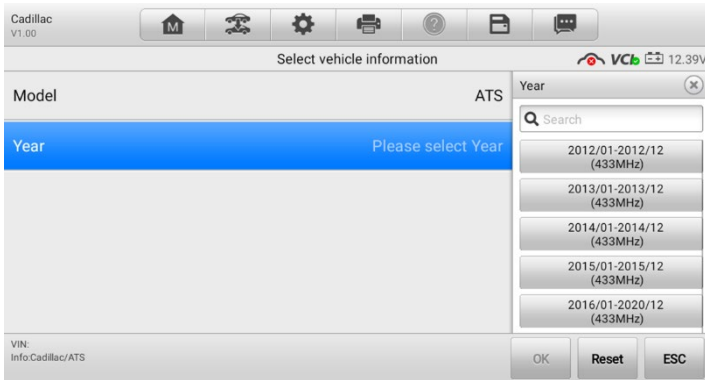 Cadillac
V1.00
M
Select vehicle information
VCI
12.39V
Model
ATS
Year
Please select Year
Year
Search
2012/01-2012/12
(433MHz)
2013/01-2013/12
(433MHz)
2014/01-2014/12
(433MHz)
2015/01-2015/12
(433MHz)
2016/01-2020/12
(433MHz)
VIN:
Info:Cadillac/ATS
OK
Reset
ESC